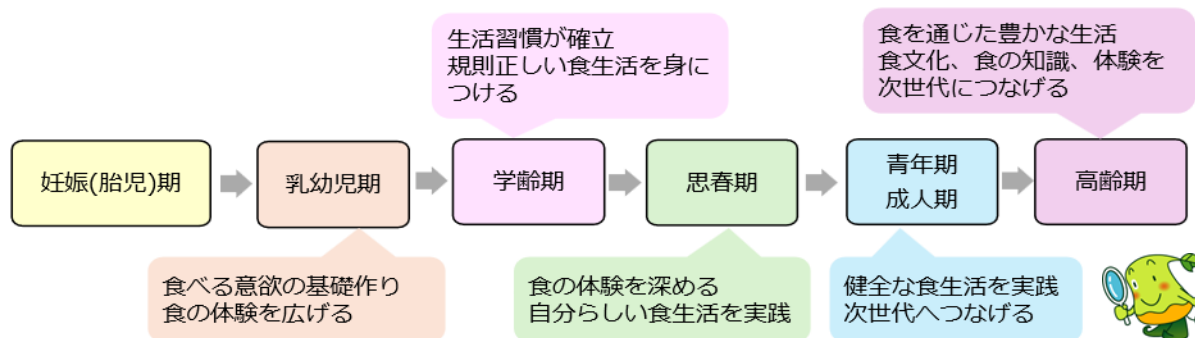 生活習慣が確立
規則正しい食生活を身に
つける
食を通じた豊かな生活
食文化、食の知識、体験を
次世代につなげる
妊娠(胎児)期
乳幼児期
学齢期
思春期
青年期
成人期
高齢期
食べる意欲の基礎作り
食の体験を広げる
食の体験を深める
自分らしい食生活を実践
健全な食生活を実践
次世代へつなげる